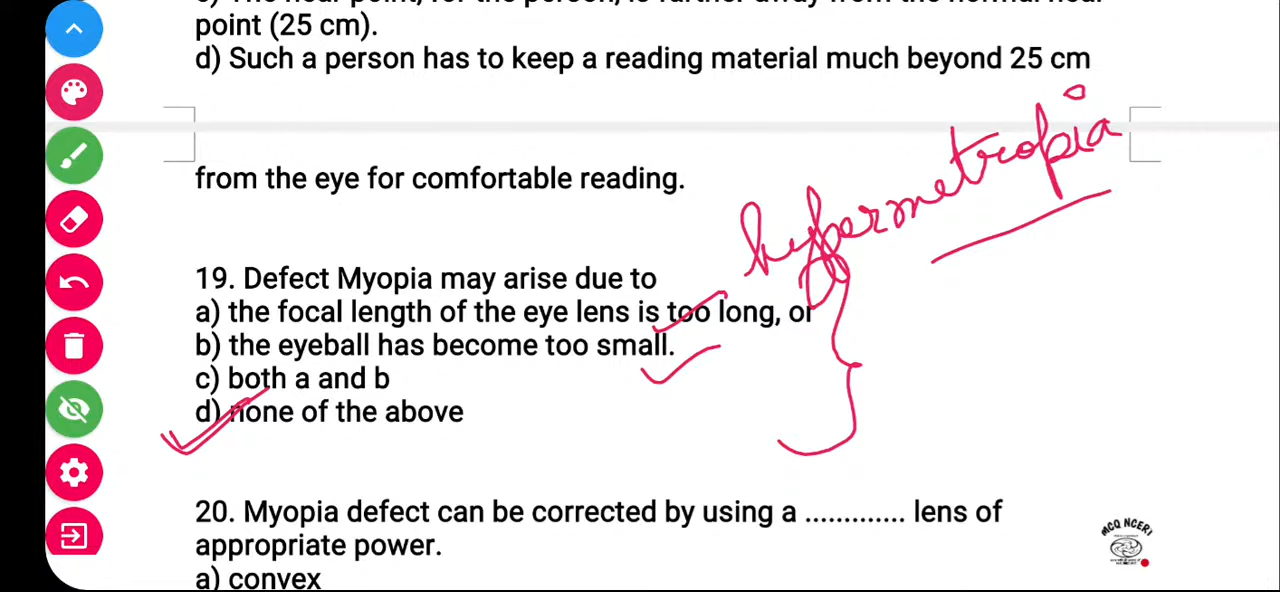 point (25 cm).
d) Such a person has to keep a reading material much beyond 25 cm
from the eye for comfortable reading.
hypermetropia
19. Defect Myopia may arise due to
a) the focal length of the eye lens is too long, or
b) the eyeball has become too small.
c) both a and b
d) none of the above
20. Myopia defect can be corrected by using a ............. lens of
appropriate power.
a) convex
MCQ NCERT